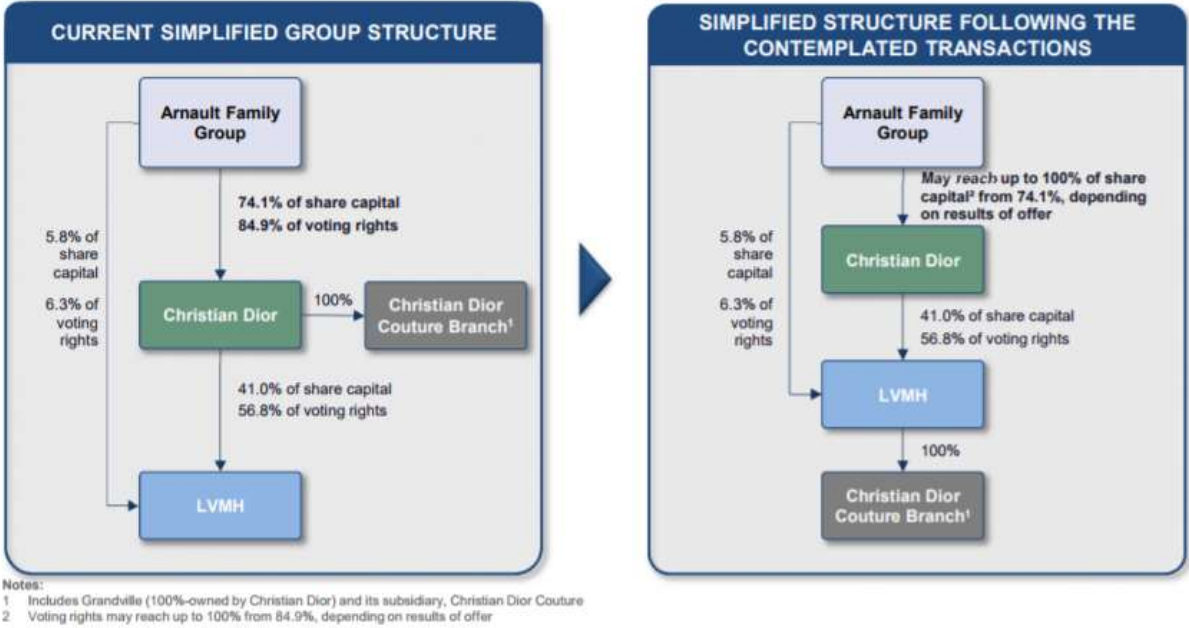 CURRENT SIMPLIFIED GROUP STRUCTURE
Arnault Family
Group
74.1% of share capital
84.9% of voting rights
5.8% of
share
capital
6.3% of
voting
rights
Christian Dior
100%
Christian Dior
Couture Branch¹
41.0% of share capital
56.8% of voting rights
LVMH
SIMPLIFIED STRUCTURE FOLLOWING THE
CONTEMPLATED TRANSACTIONS
Arnault Family
Group
May reach up to 100% of share
capital² from 74.1%, depending
on results of offer
5.8% of
share
capital
6.3% of
voting
rights
Christian Dior
41.0% of share capital
56.8% of voting rights
LVMH
100%
Christian Dior
Couture Branch¹
Notes:
1 Includes Grandville (100%-owned by Christian Dior) and its subsidiary, Christian Dior Couture
2 Voting rights may reach up to 100% from 84.9%, depending on results of offer